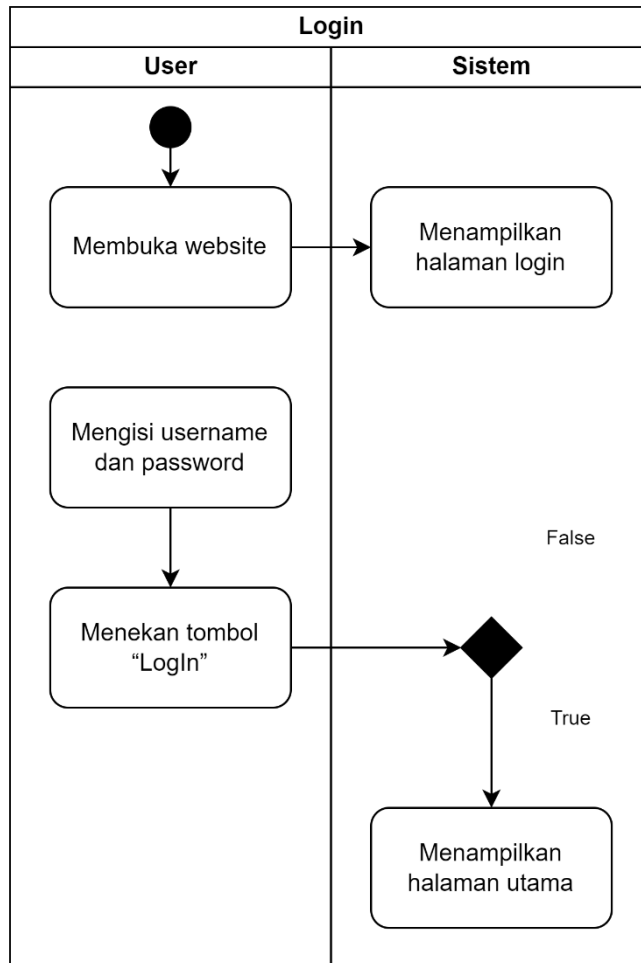 Login
User
Sistem
Membuka website
Menampilkan
halaman login
Mengisi username
dan password
False
Menekan tombol
“LogIn”
True
Menampilkan
halaman utama